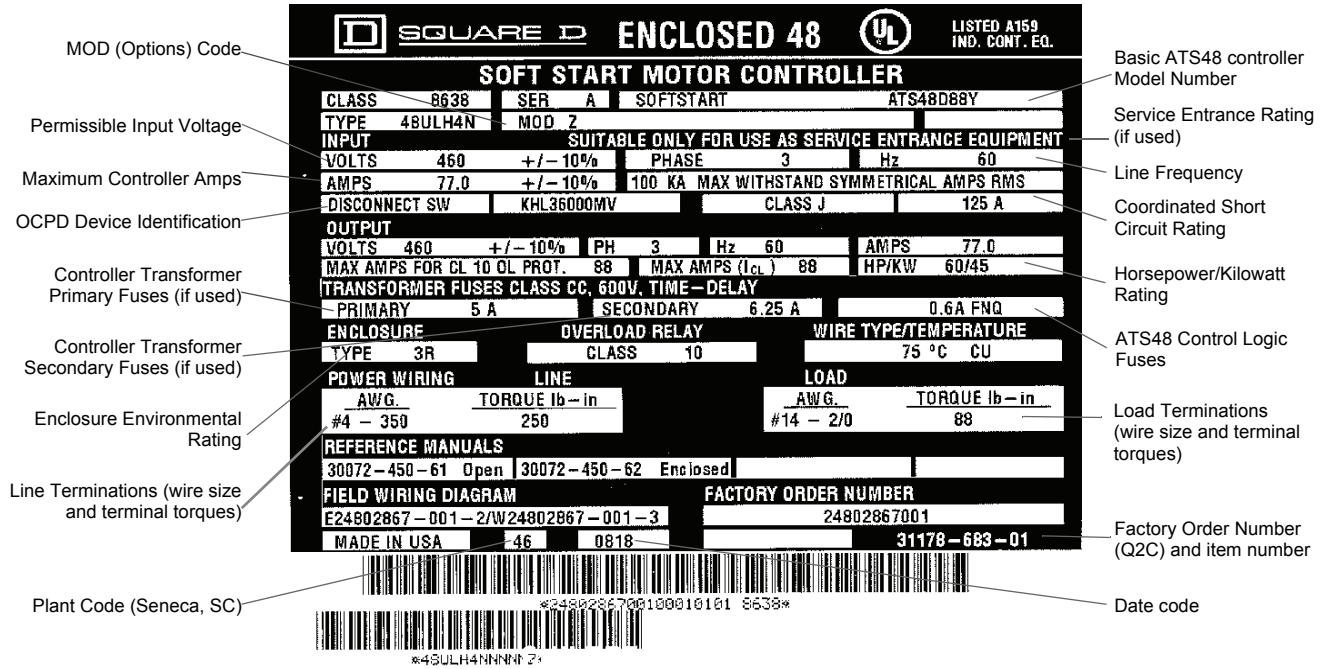 MOD (Options) Code
Permissible Input Voltage
Maximum Controller Amps
OCPD Device Identification
Controller Transformer
Primary Fuses (if used)
Controller Transformer
Secondary Fuses (if used)
Enclosure Environmental
Rating
Line Terminations (wire size
and terminal torques)
Plant Code (Seneca, SC)
SQUARE D ENCLOSED 48 UL LISTED A159
IND. CONT. EQ.
SOFT START MOTOR CONTROLLER
CLASS 8638 SER A SOFTSTART ATS48D88Y
TYPE 48ULH4N MOD Z
INPUT SUITABLE ONLY FOR USE AS SERVICE ENTRANCE EQUIPMENT
VOLTS 460 +/-10% PHASE 3 Hz 60
AMPS 77.0 +/-10% 100 KA MAX WITHSTAND SYMMETRICAL AMPS RMS
DISCONNECT SW KHL36000MV CLASS J 125 A
OUTPUT
VOLTS 460 +/-10% PH 3 Hz 60 AMPS 77.0
MAX AMPS FOR CL 10 OL PROT. 88 MAX AMPS (ICL) 88 HP/KW 60/45
TRANSFORMER FUSES CLASS CC, 600V, TIME-DELAY
PRIMARY 5 A SECONDARY 6.25 A 0.6A FNQ
ENCLOSURE OVERLOAD RELAY WIRE TYPE/TEMPERATURE
TYPE 3R CLASS 10 75 °C CU
POWER WIRING LINE LOAD
AWG. TORQUE lb-in AWG. TORQUE lb-in
#4 - 350 250 #14 - 2/0 88
REFERENCE MANUALS
30072-450-61 Open 30072-450-62 Enclosed
FIELD WIRING DIAGRAM FACTORY ORDER NUMBER
E24802867-001-2/W24802867-001-3 24802867001
MADE IN USA 46 0818 31178-683-01
*2480286700100010101 8638*
*48ULH4NNNNNZ*
Basic ATS48 controller
Model Number
Service Entrance Rating
(if used)
Line Frequency
Coordinated Short
Circuit Rating
Horsepower/Kilowatt
Rating
ATS48 Control Logic
Fuses
Load Terminations
(wire size and terminal
torques)
Factory Order Number
(Q2C) and item number
Date code